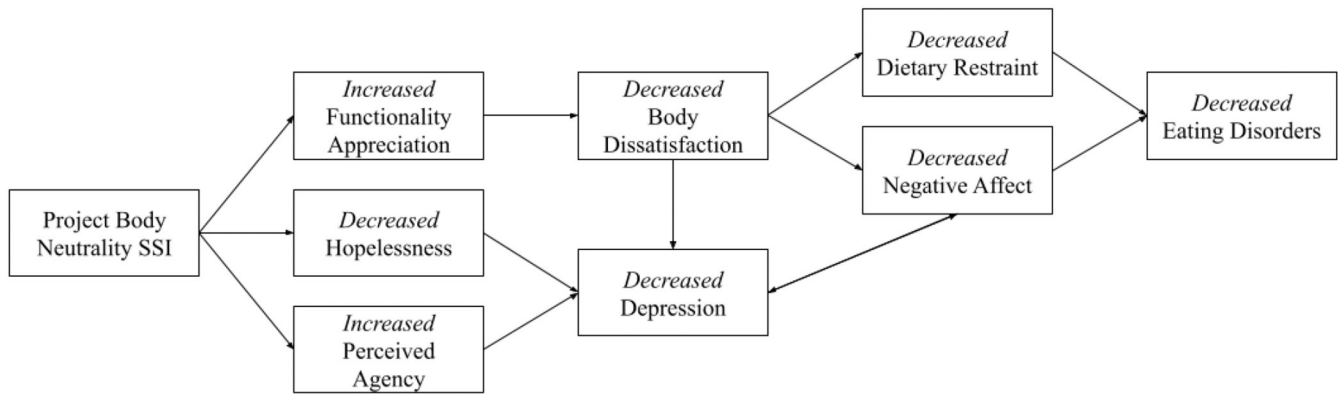 Project Body
Neutrality SSI
Increased
Functionality
Appreciation
Decreased
Hopelessness
Increased
Perceived
Agency
Decreased
Body
Dissatisfaction
Decreased
Depression
Decreased
Dietary Restraint
Decreased
Negative Affect
Decreased
Eating Disorders